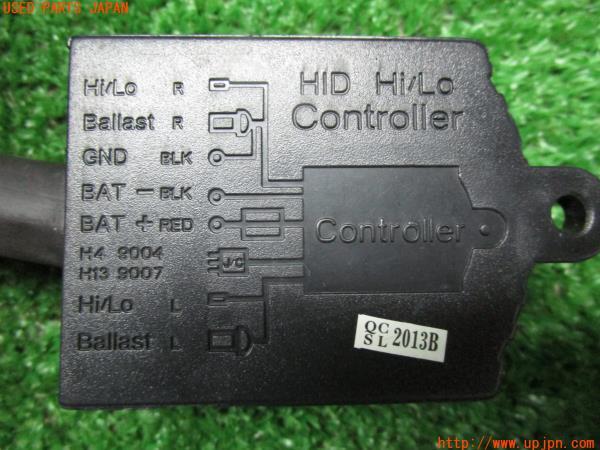 USED PARTS JAPAN
Hi/Lo R
HID Hi/Lo
Ballast R
Controller
GND BLK
BAT - BLK
BAT + RED
Controller
H4 9004
H13 9007
J/C
Hi/Lo L
Ballast L
QC
SL 2013B
http://www.upjpn.com/